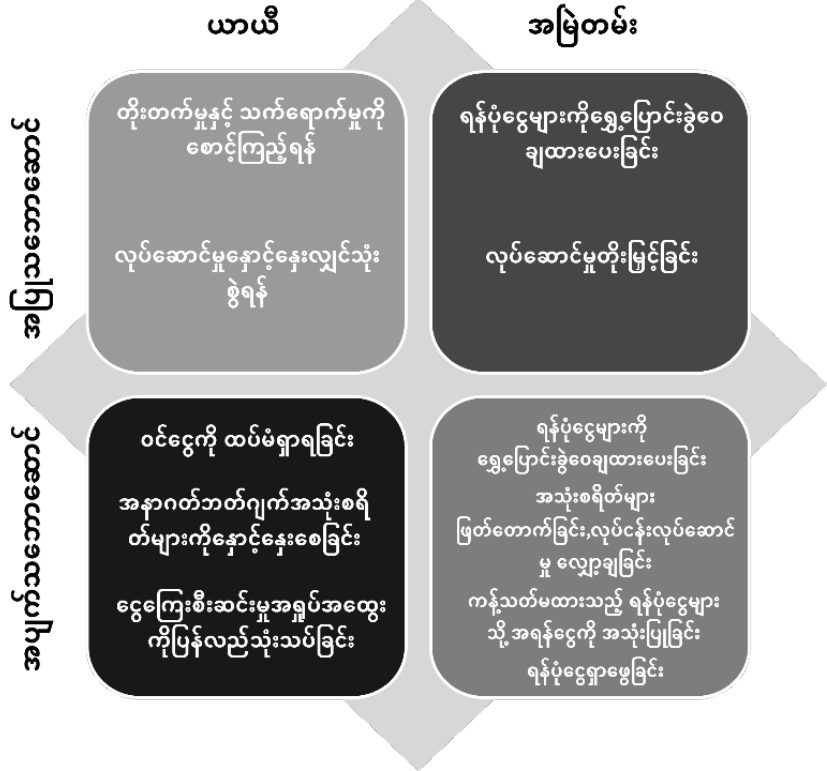 ယာယီ
အမြဲတမ်း
အပြုသဘောဆောင်
တိုးတက်မှုနှင့် သက်ရောက်မှုကို
စောင့်ကြည့်ရန်
လုပ်ဆောင်မှုနှောင့်နှေးလျှင်သုံး
စွဲရန်
ရန်ပုံငွေများကိုရွှေ့ပြောင်းခွဲဝေ
ချထားပေးခြင်း
လုပ်ဆောင်မှုတိုးမြှင့်ခြင်း
အပျက်သဘောဆောင်
ဝင်ငွေကို ထပ်မံရှာရခြင်း
အနာဂတ်ဘတ်ဂျက်အသုံးစရိ
တ်များကိုနှောင့်နှေးစေခြင်း
ငွေကြေးစီးဆင်းမှုအရှုပ်အထွေး
ကိုပြန်လည်သုံးသပ်ခြင်း
ရန်ပုံငွေများကို
ရွှေ့ပြောင်းခွဲဝေချထားပေးခြင်း
အသုံးစရိတ်များ
ဖြတ်တောက်ခြင်း,လုပ်ငန်းလုပ်ဆောင်
မှု လျှော့ချခြင်း
ကန့်သတ်မထားသည့် ရန်ပုံငွေများ
သို့ အရန်ငွေကို အသုံးပြုခြင်း
ရန်ပုံငွေရှာဖွေခြင်း